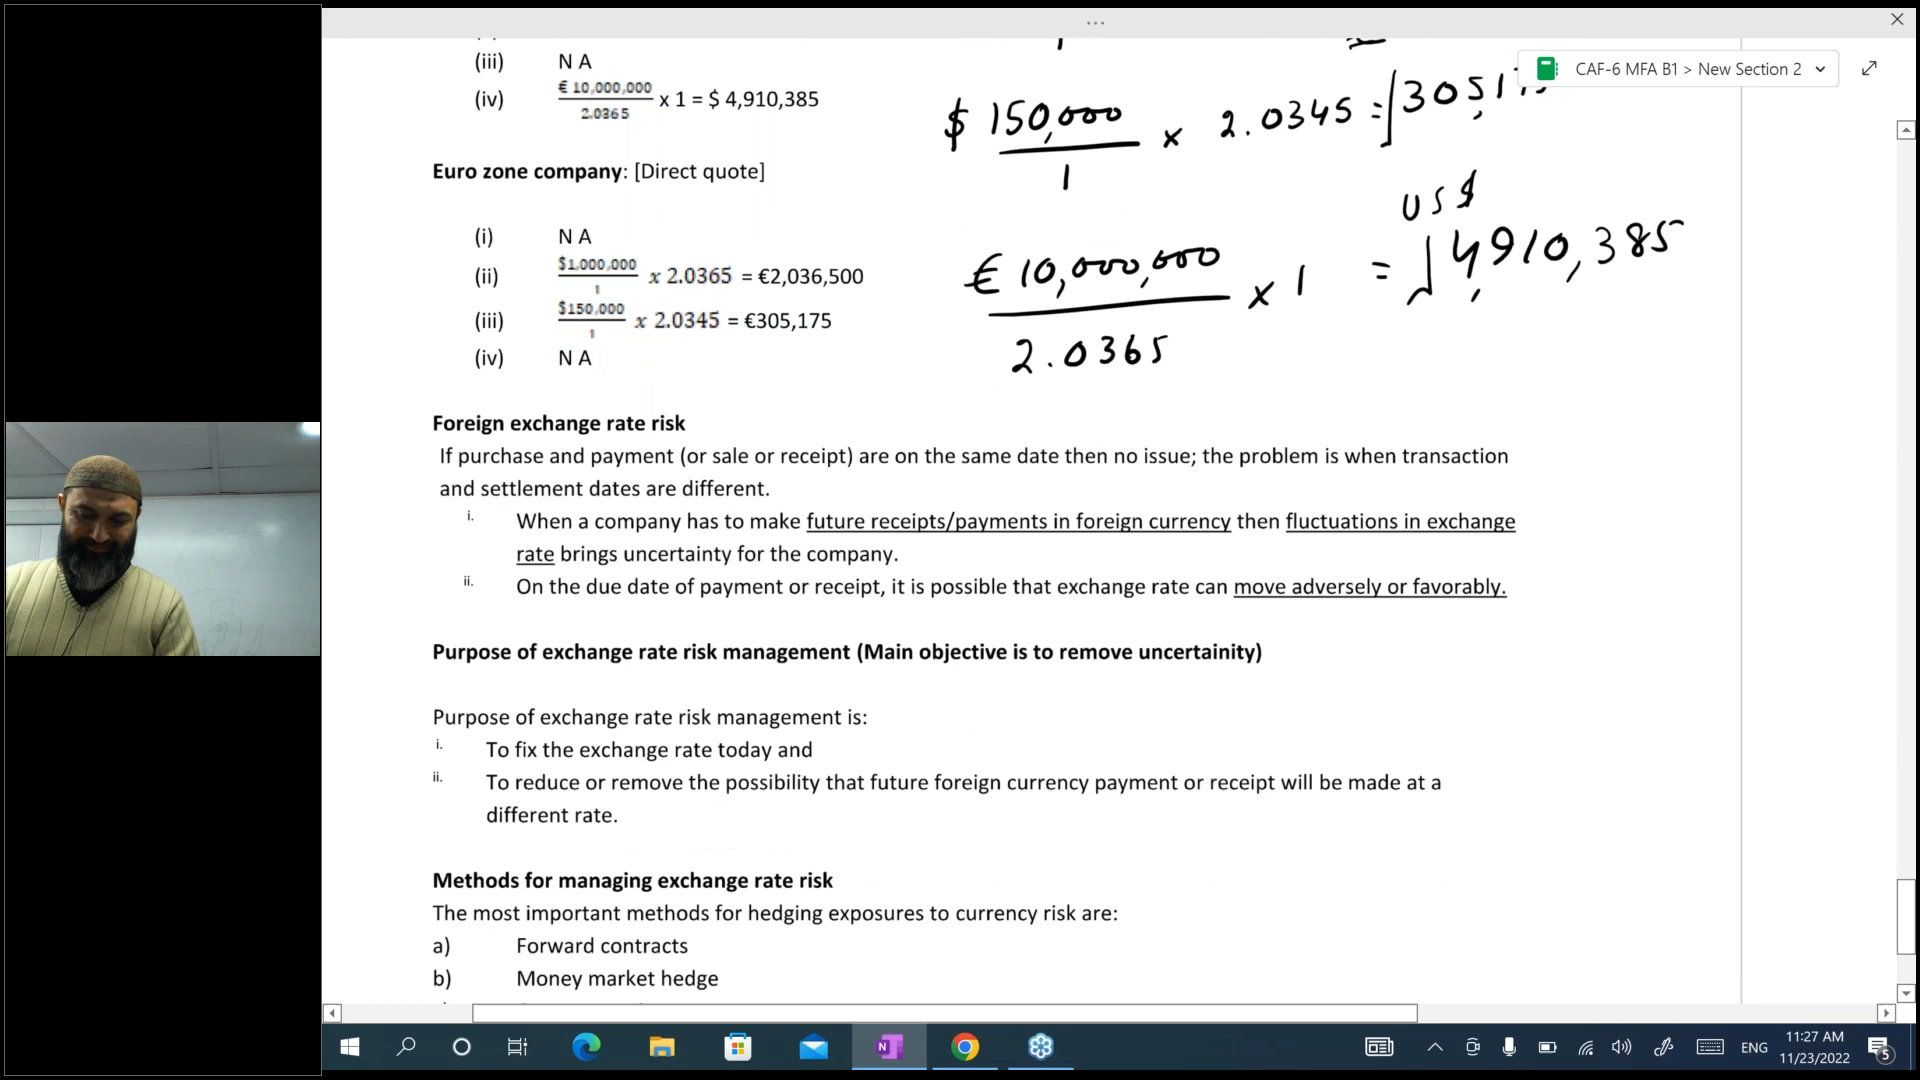 (iii) N A
CAF-6 MFA B1 > New Section 2
(iv) € 10,000,000 / 2.0365 x 1 = $ 4,910,385
$ 150,000 / 1 x 2.0345 =
Euro zone company: [Direct quote]
US $
(i) N A
(ii) $1,000,000 / 1 x 2.0365 = €2,036,500
€ 10,000,000 / 2.0365 x 1 = 4,910,385
(iii) $150,000 / 1 x 2.0345 = €305,175
(iv) N A
Foreign exchange rate risk
If purchase and payment (or sale or receipt) are on the same date then no issue; the problem is when transaction
and settlement dates are different.
i. When a company has to make future receipts/payments in foreign currency then fluctuations in exchange
rate brings uncertainty for the company.
ii. On the due date of payment or receipt, it is possible that exchange rate can move adversely or favorably.
Purpose of exchange rate risk management (Main objective is to remove uncertainity)
Purpose of exchange rate risk management is:
i. To fix the exchange rate today and
ii. To reduce or remove the possibility that future foreign currency payment or receipt will be made at a
different rate.
Methods for managing exchange rate risk
The most important methods for hedging exposures to currency risk are:
a) Forward contracts
b) Money market hedge
ENG
11:27 AM
11/23/2022
5